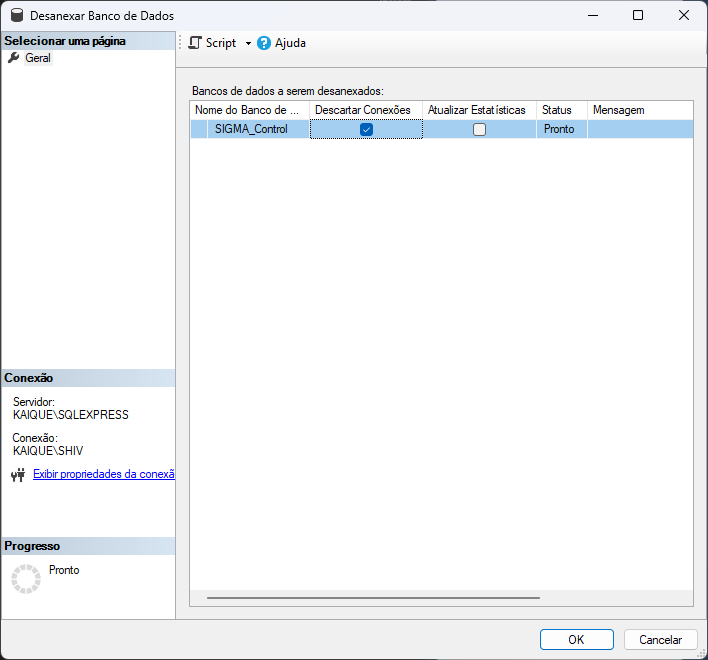 Desanexar Banco de Dados
Selecionar uma página
Geral
Script
Ajuda
Bancos de dados a serem desanexados:
Nome do Banco de ... Descartar Conexões Atualizar Estatísticas Status Mensagem
SIGMA_Control Pronto
Conexão
Servidor:
KAIQUE\SQLEXPRESS
Conexão:
KAIQUE\SHIV
Exibir propriedades da conexã
Progresso
Pronto
OK
Cancelar